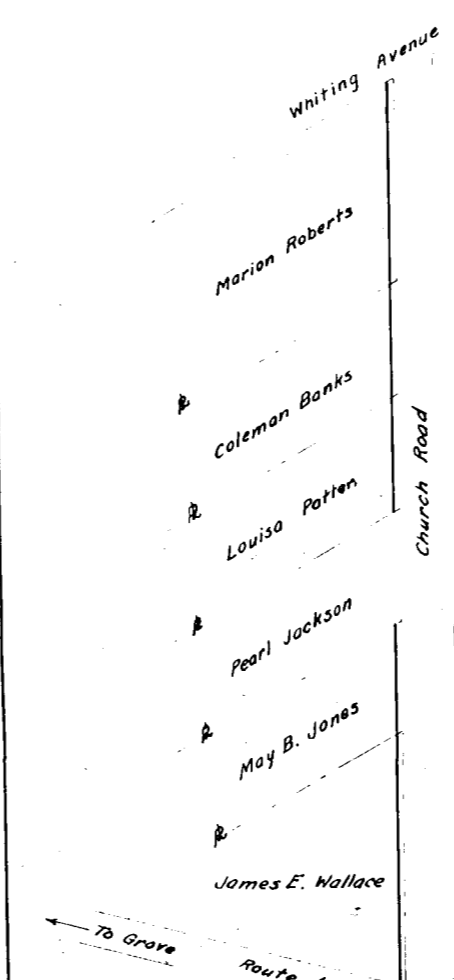 Whiting Avenue
Marion Roberts
Coleman Banks
Church Road
Louisa Patten
Pearl Jackson
May B. Jones
James E. Wallace
To Grove
Route